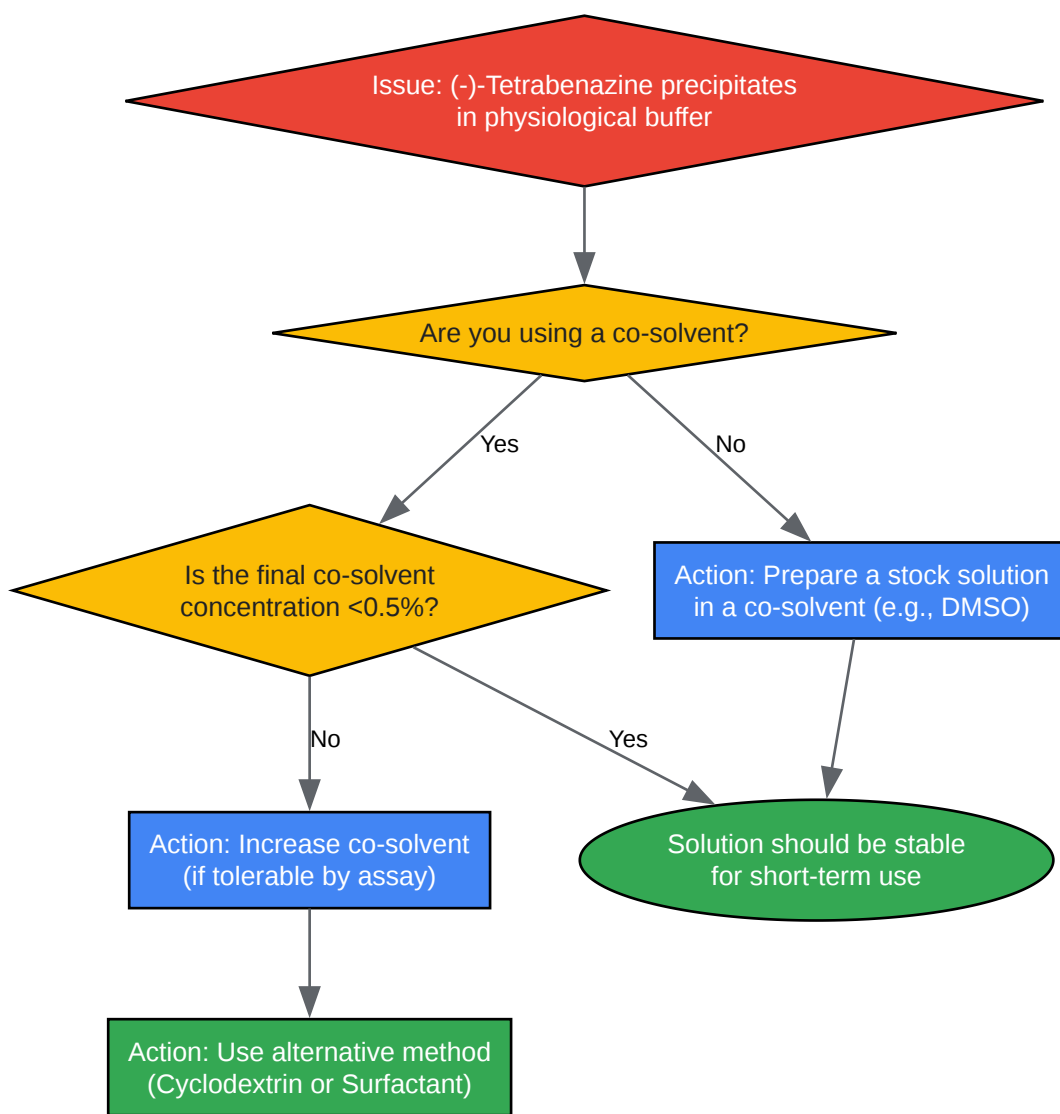 Issue: (-)-Tetrabenazine precipitates
in physiological buffer
Are you using a co-solvent?
Yes
No
Is the final co-solvent
concentration <0.5%?
Action: Prepare a stock solution
in a co-solvent (e.g., DMSO)
No
Yes
Action: Increase co-solvent
(if tolerable by assay)
Solution should be stable
for short-term use
Action: Use alternative method
(Cyclodextrin or Surfactant)